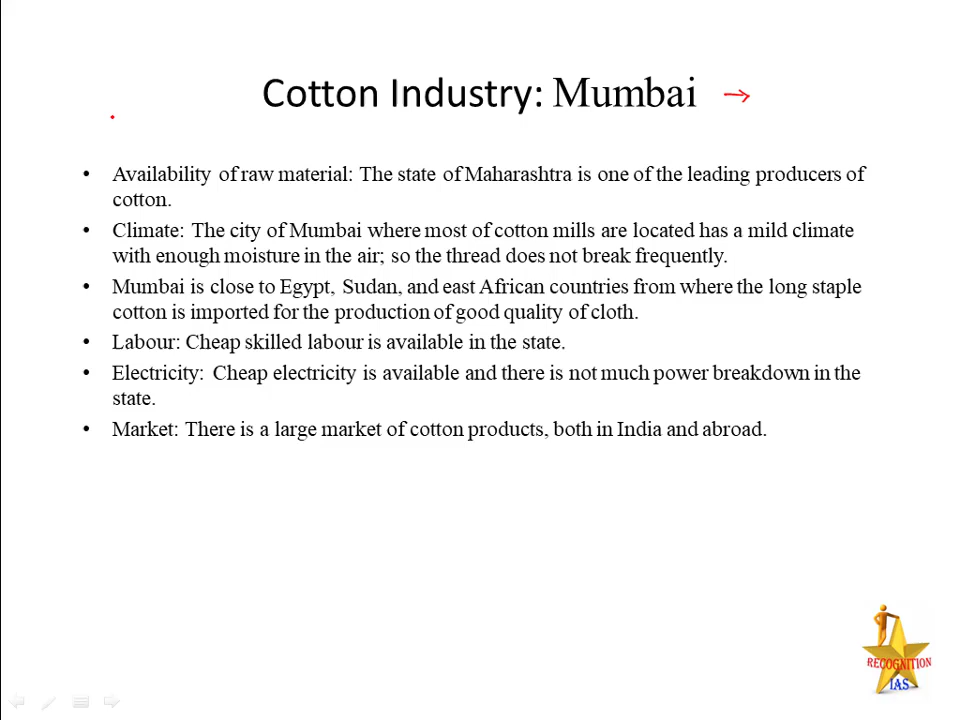 Cotton Industry: Mumbai →
• Availability of raw material: The state of Maharashtra is one of the leading producers of
cotton.
• Climate: The city of Mumbai where most of cotton mills are located has a mild climate
with enough moisture in the air; so the thread does not break frequently.
• Mumbai is close to Egypt, Sudan, and east African countries from where the long staple
cotton is imported for the production of good quality of cloth.
• Labour: Cheap skilled labour is available in the state.
• Electricity: Cheap electricity is available and there is not much power breakdown in the
state.
• Market: There is a large market of cotton products, both in India and abroad.
RECOGNITION
IAS